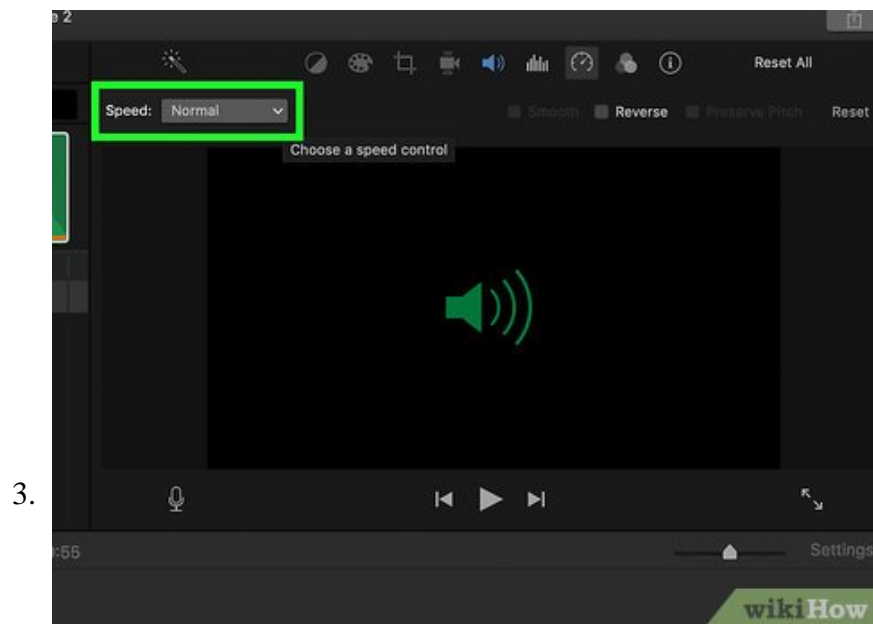 e 2
Reset All
Speed: Normal Smooth Reverse Preserve Pitch Reset
Choose a speed control
3.
:55 Settings
wikiHow